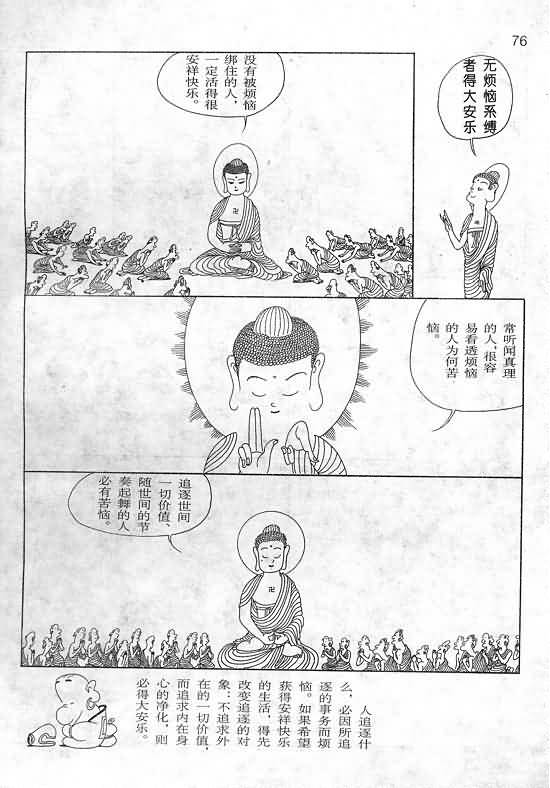 76
无烦恼系缚
者得大安乐
没有被烦恼
绑住的人，
一定活得很
安祥快乐。
卍
常听闻真理
的人，很容
易看透烦恼
的人为何苦
恼。
追逐世间
一切价值、
随世间的节
奏起舞的人
必有苦恼。
卍
人追逐什
么，必因所追
逐的事务而烦
恼。如果希望
获得安祥快乐
的生活，得先
改变追逐的对
象：不追求外
在的一切价值，
而追求内在身
心的净化，则
必得大安乐。